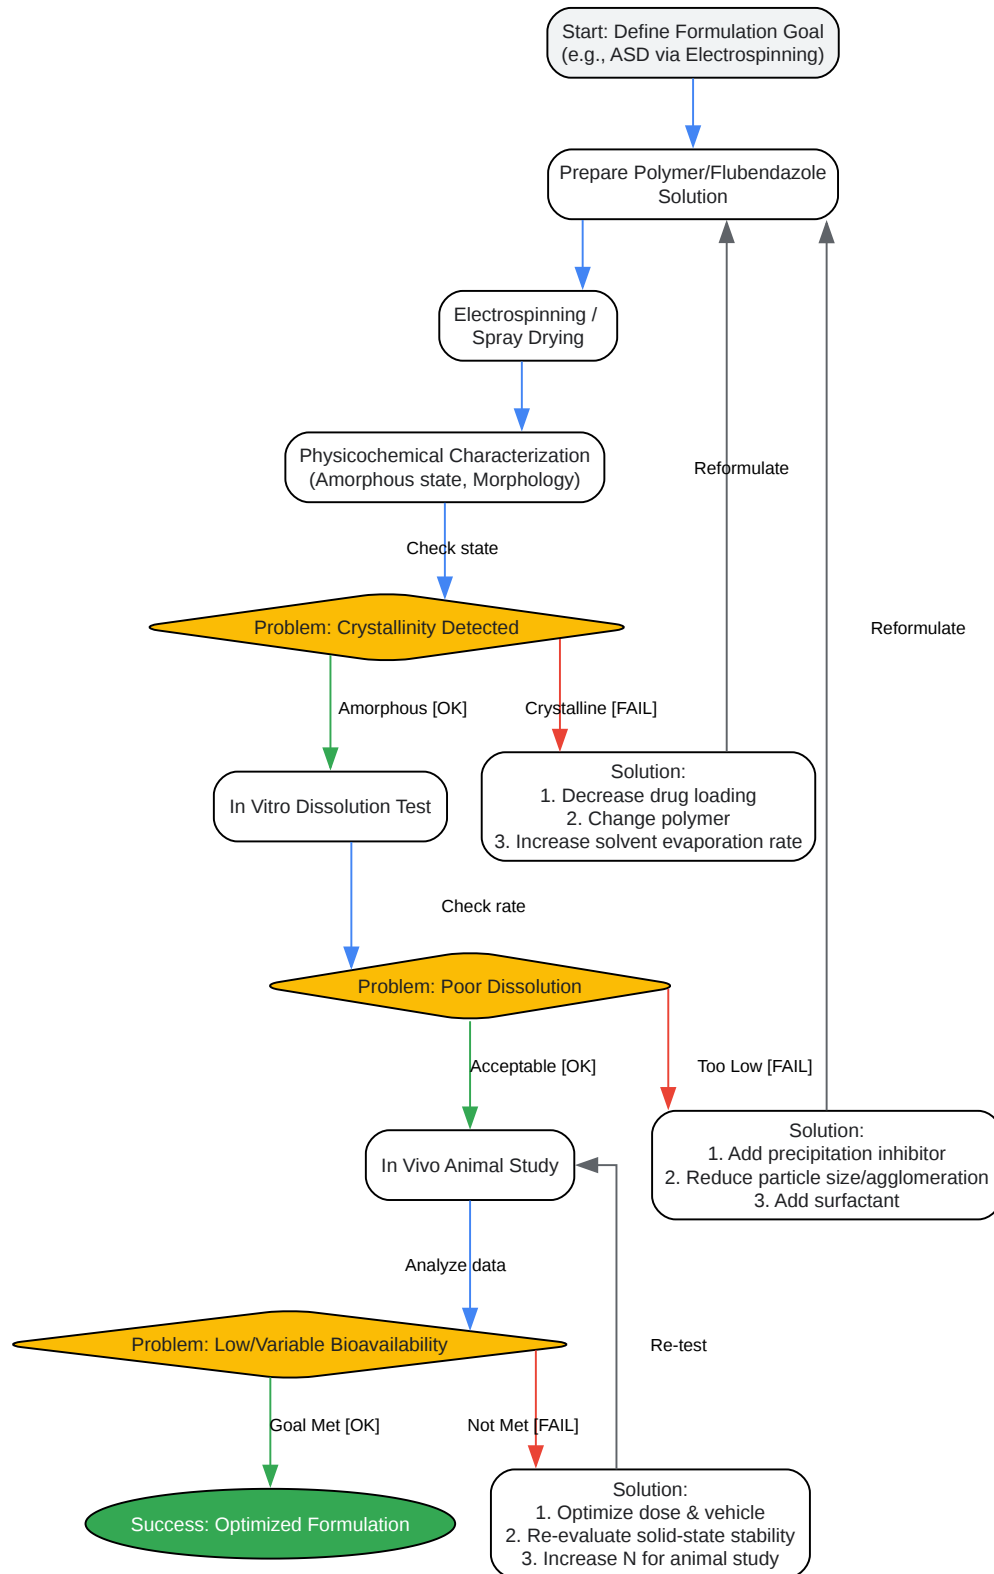 Start: Define Formulation Goal
(e.g., ASD via Electrospinning)
Prepare Polymer/Flubendazole
Solution
Electrospinning /
Spray Drying
Physicochemical Characterization
(Amorphous state, Morphology)
Reformulate
Check state
Problem: Crystallinity Detected
Reformulate
Amorphous [OK]
Crystalline [FAIL]
In Vitro Dissolution Test
Solution:
1. Decrease drug loading
2. Change polymer
3. Increase solvent evaporation rate
Check rate
Problem: Poor Dissolution
Acceptable [OK]
Too Low [FAIL]
In Vivo Animal Study
Solution:
1. Add precipitation inhibitor
2. Reduce particle size/agglomeration
3. Add surfactant
Analyze data
Problem: Low/Variable Bioavailability
Re-test
Goal Met [OK]
Not Met [FAIL]
Success: Optimized Formulation
Solution:
1. Optimize dose & vehicle
2. Re-evaluate solid-state stability
3. Increase N for animal study